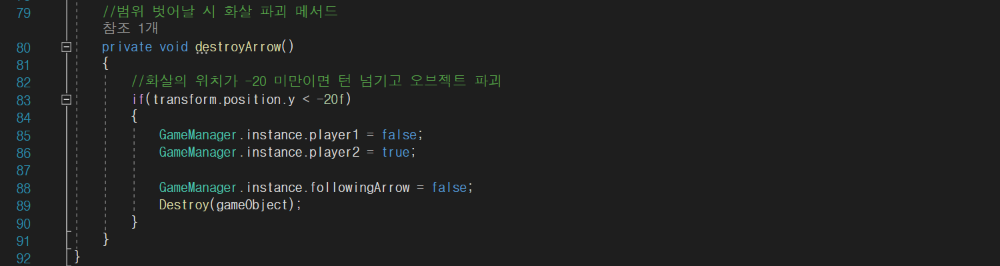 79 //범위 벗어날 시 화살 파괴 메서드
참조 1개
80 private void destroyArrow()
81 {
82 //화살의 위치가 -20 미만이면 턴 넘기고 오브젝트 파괴
83 if(transform.position.y < -20f)
84 {
85 GameManager.instance.player1 = false;
86 GameManager.instance.player2 = true;
87
88 GameManager.instance.followingArrow = false;
89 Destroy(gameObject);
90 }
91 }
92 }